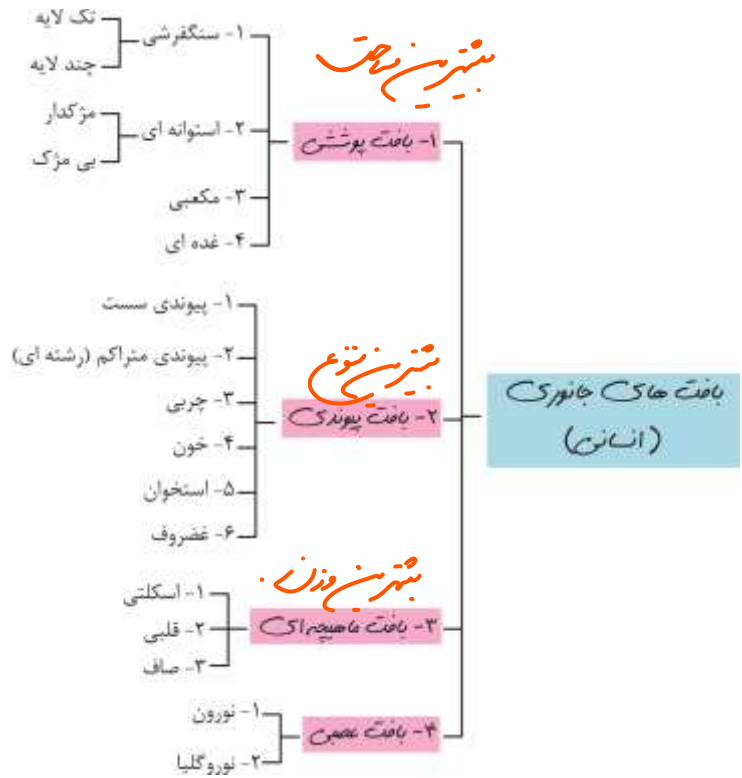 بافت های جانوری
(انسانی)
بیشترین مساحت
۱- بافت پوششی
۱- سنگفرشی
تک لایه
چند لایه
۲- استوانه ای
مژکدار
بی مژک
۳- مکعبی
۴- غده ای
بیشترین تنوع
۲- بافت پیوندی
۱- پیوندی سست
۲- پیوندی متراکم (رشته ای)
۳- چربی
۴- خون
۵- استخوان
۶- غضروف
بیشترین وزن.
۳- بافت ماهیچه ای
۱- اسکلتی
۲- قلبی
۳- صاف
۴- بافت عصبی
۱- نورون
۲- نوروگلیا